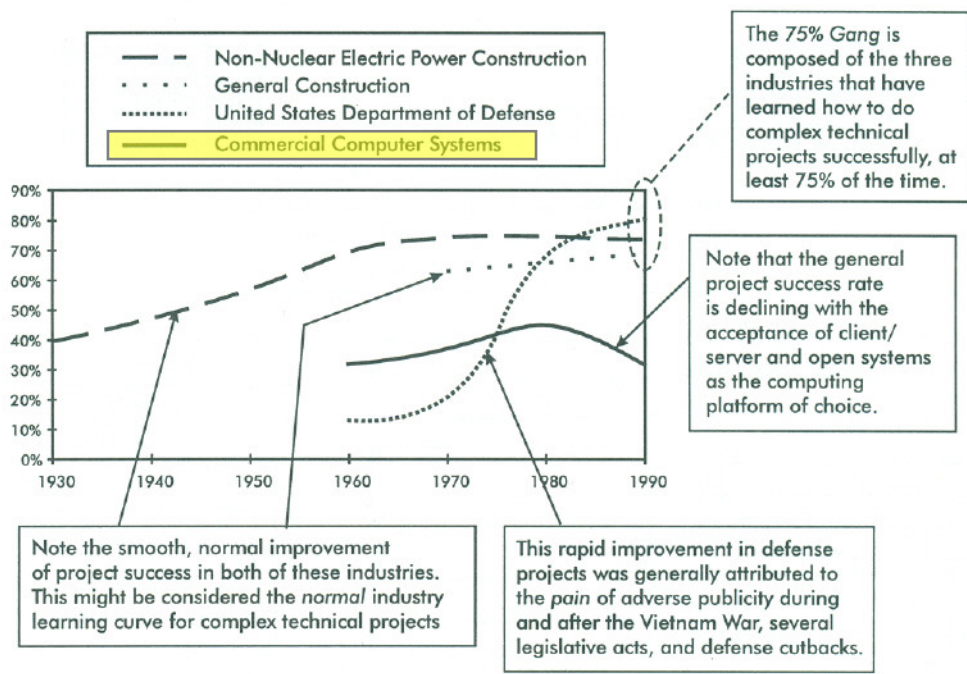 Non-Nuclear Electric Power Construction
General Construction
United States Department of Defense
Commercial Computer Systems
The 75% Gang is
composed of the three
industries that have
learned how to do
complex technical
projects successfully, at
least 75% of the time.
90%
80%
70%
60%
50%
40%
30%
20%
10%
0%
1930
1940
1950
1960
1970
1980
1990
Note that the general
project success rate
is declining with the
acceptance of client/
server and open systems
as the computing
platform of choice.
Note the smooth, normal improvement
of project success in both of these industries.
This might be considered the normal industry
learning curve for complex technical projects
This rapid improvement in defense
projects was generally attributed to
the pain of adverse publicity during
and after the Vietnam War, several
legislative acts, and defense cutbacks.